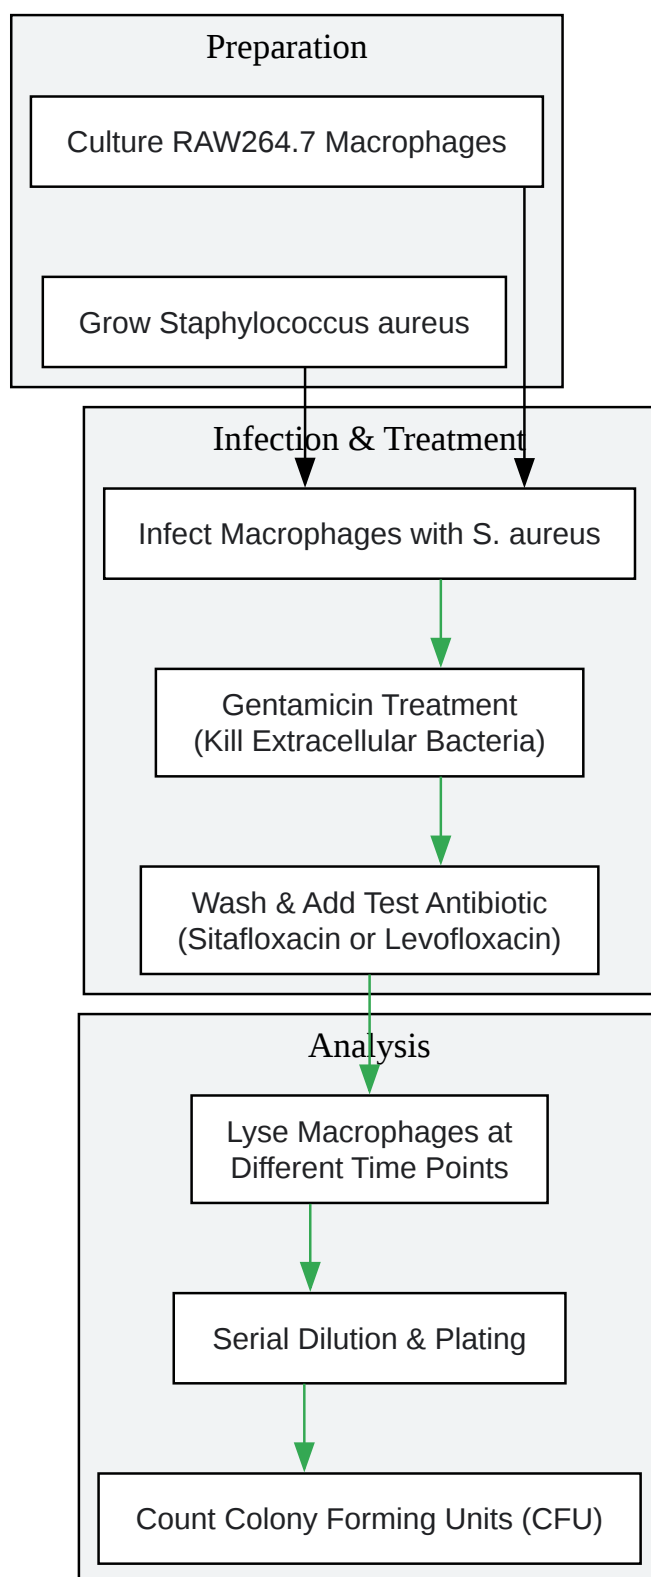 Preparation
Culture RAW264.7 Macrophages
Grow Staphylococcus aureus
Infection & Treatment
Infect Macrophages with S. aureus
Gentamicin Treatment
(Kill Extracellular Bacteria)
Wash & Add Test Antibiotic
(Sitafloxacin or Levofloxacin)
Analysis
Lyse Macrophages at
Different Time Points
Serial Dilution & Plating
Count Colony Forming Units (CFU)